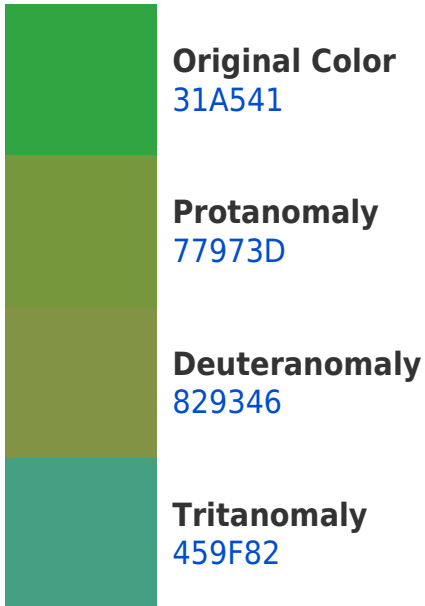 Original Color
31A541
Protanomaly
77973D
Deuteranomaly
829346
Tritanomaly
459F82